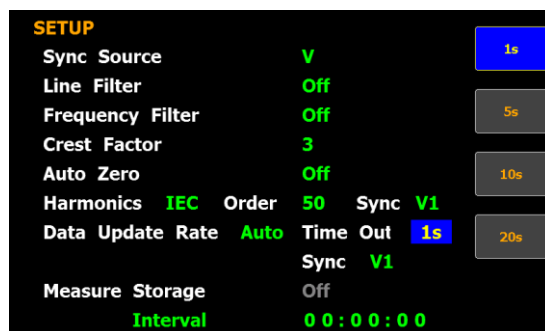 SETUP
Sync Source V
Line Filter Off
Frequency Filter Off
Crest Factor 3
Auto Zero Off
Harmonics IEC Order 50 Sync V1
Data Update Rate Auto Time Out 1s
Sync V1
Measure Storage Off
Interval 00:00:00
1s
5s
10s
20s